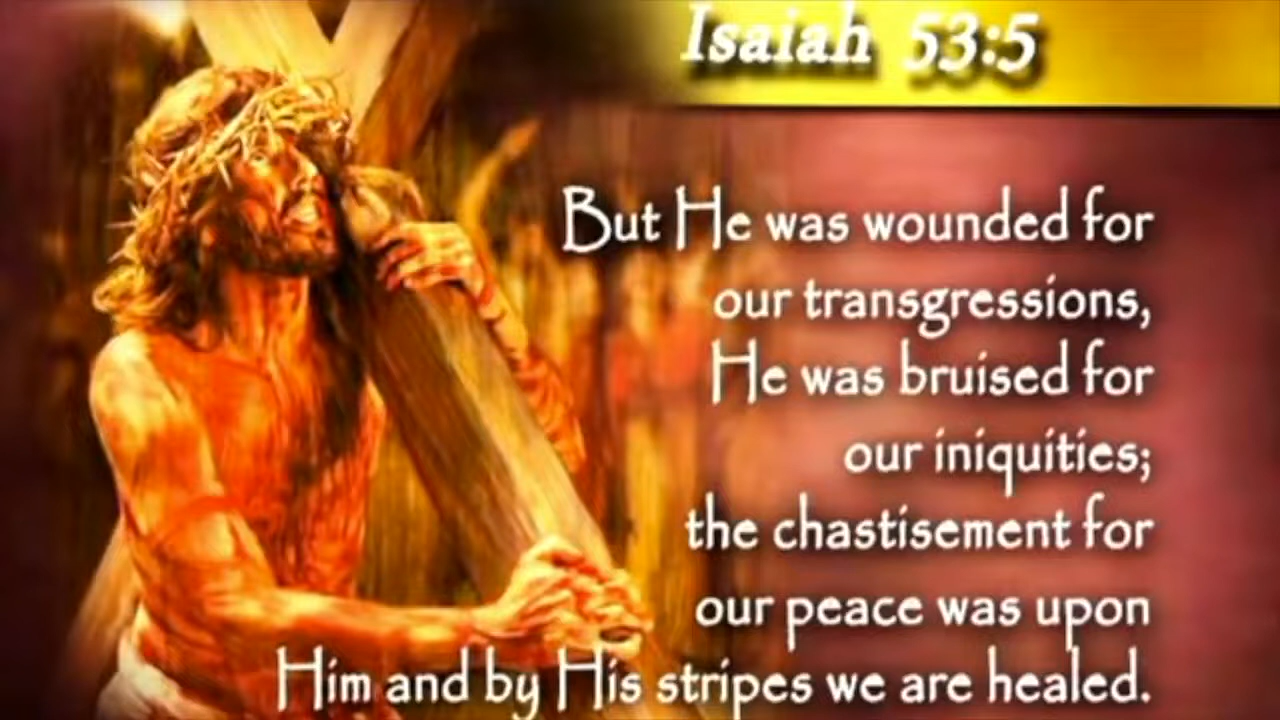 Isaiah 53:5
But He was wounded for
our transgressions,
He was bruised for
our iniquities;
the chastisement for
our peace was upon
Him and by His stripes we are healed.